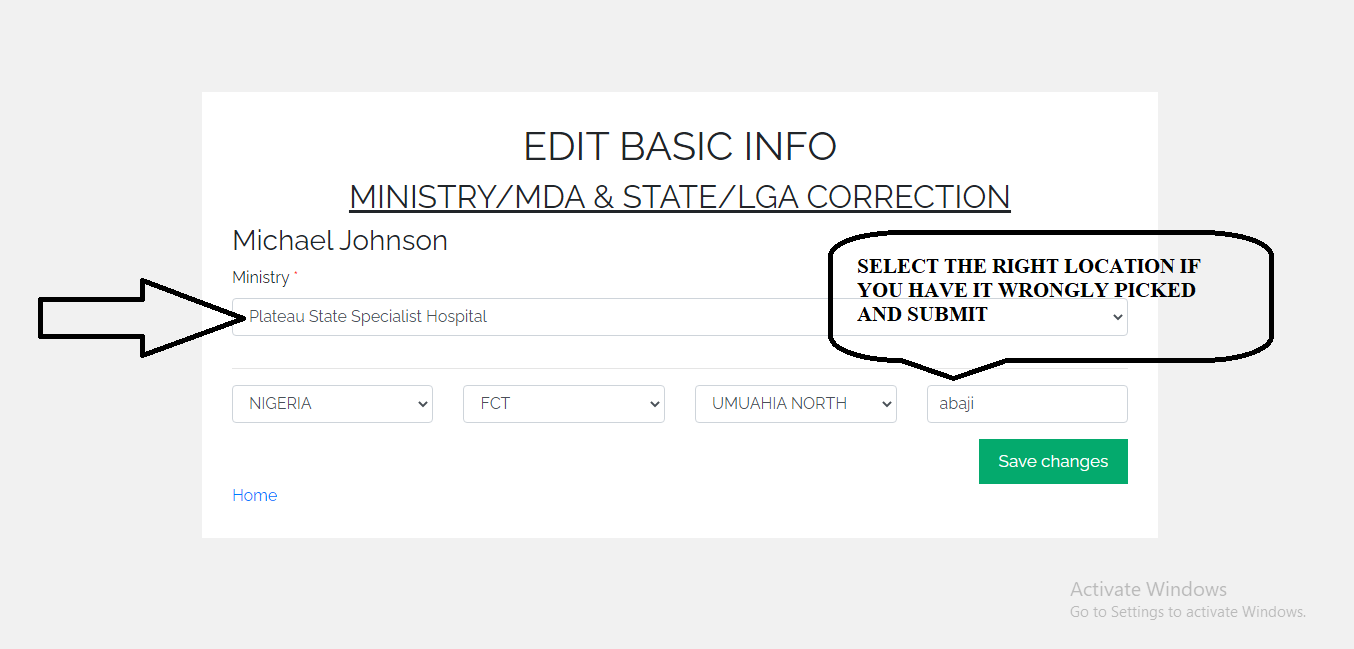 EDIT BASIC INFO
MINISTRY/MDA & STATE/LGA CORRECTION
Michael Johnson
Ministry *
Plateau State Specialist Hospital
SELECT THE RIGHT LOCATION IF
YOU HAVE IT WRONGLY PICKED
AND SUBMIT
NIGERIA
FCT
UMUAHIA NORTH
abaji
Save changes
Home
Activate Windows
Go to Settings to activate Windows.